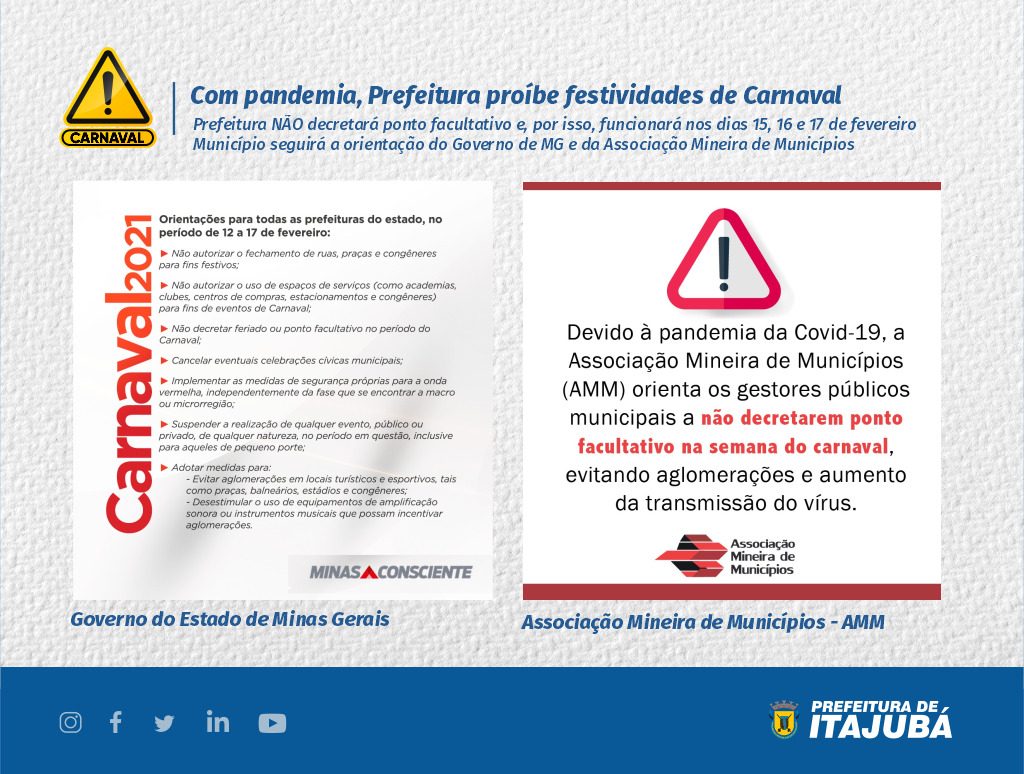 CARNAVAL
Com pandemia, Prefeitura proíbe festividades de Carnaval
Prefeitura NÃO decretará ponto facultativo e, por isso, funcionará nos dias 15, 16 e 17 de fevereiro
Município seguirá a orientação do Governo de MG e da Associação Mineira de Municípios
Carnaval2021
Orientações para todas as prefeituras do estado, no
período de 12 a 17 de fevereiro:
► Não autorizar o fechamento de ruas, praças e congêneres
para fins festivos;
► Não autorizar o uso de espaços de serviços (como academias,
clubes, centros de compras, estacionamentos e congêneres)
para fins de eventos de Carnaval;
► Não decretar feriado ou ponto facultativo no período do
Carnaval;
► Cancelar eventuais celebrações cívicas municipais;
► Implementar as medidas de segurança próprias para a onda
vermelha, independentemente da fase que se encontrar a macro
ou microrregião;
► Suspender a realização de qualquer evento, público ou
privado, de qualquer natureza, no período em questão, inclusive
para aqueles de pequeno porte;
► Adotar medidas para:
- Evitar aglomerações em locais turísticos e esportivos, tais
como praças, balneários, estádios e congêneres;
- Desestimular o uso de equipamentos de amplificação
sonora ou instrumentos musicais que possam incentivar
aglomerações.
MINAS CONSCIENTE
Governo do Estado de Minas Gerais
Devido à pandemia da Covid-19, a
Associação Mineira de Municípios
(AMM) orienta os gestores públicos
municipais a não decretarem ponto
facultativo na semana do carnaval,
evitando aglomerações e aumento
da transmissão do vírus.
Associação
Mineira de
Municípios
Associação Mineira de Municípios - AMM
PREFEITURA DE
ITAJUBÁ